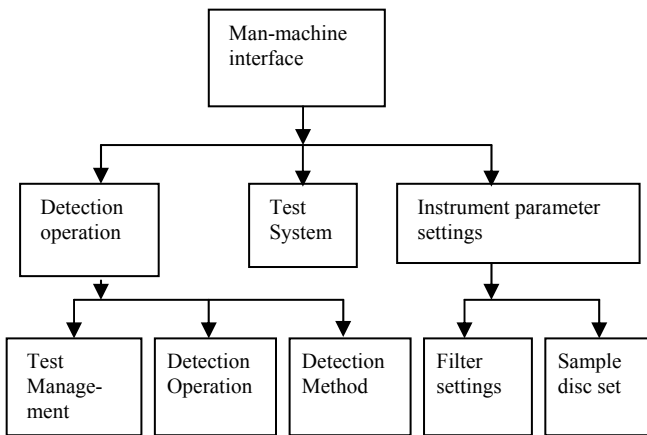 Man-machine
interface
Detection
operation
Test
System
Instrument parameter
settings
Test
Manage-
ment
Detection
Operation
Detection
Method
Filter
settings
Sample
disc set